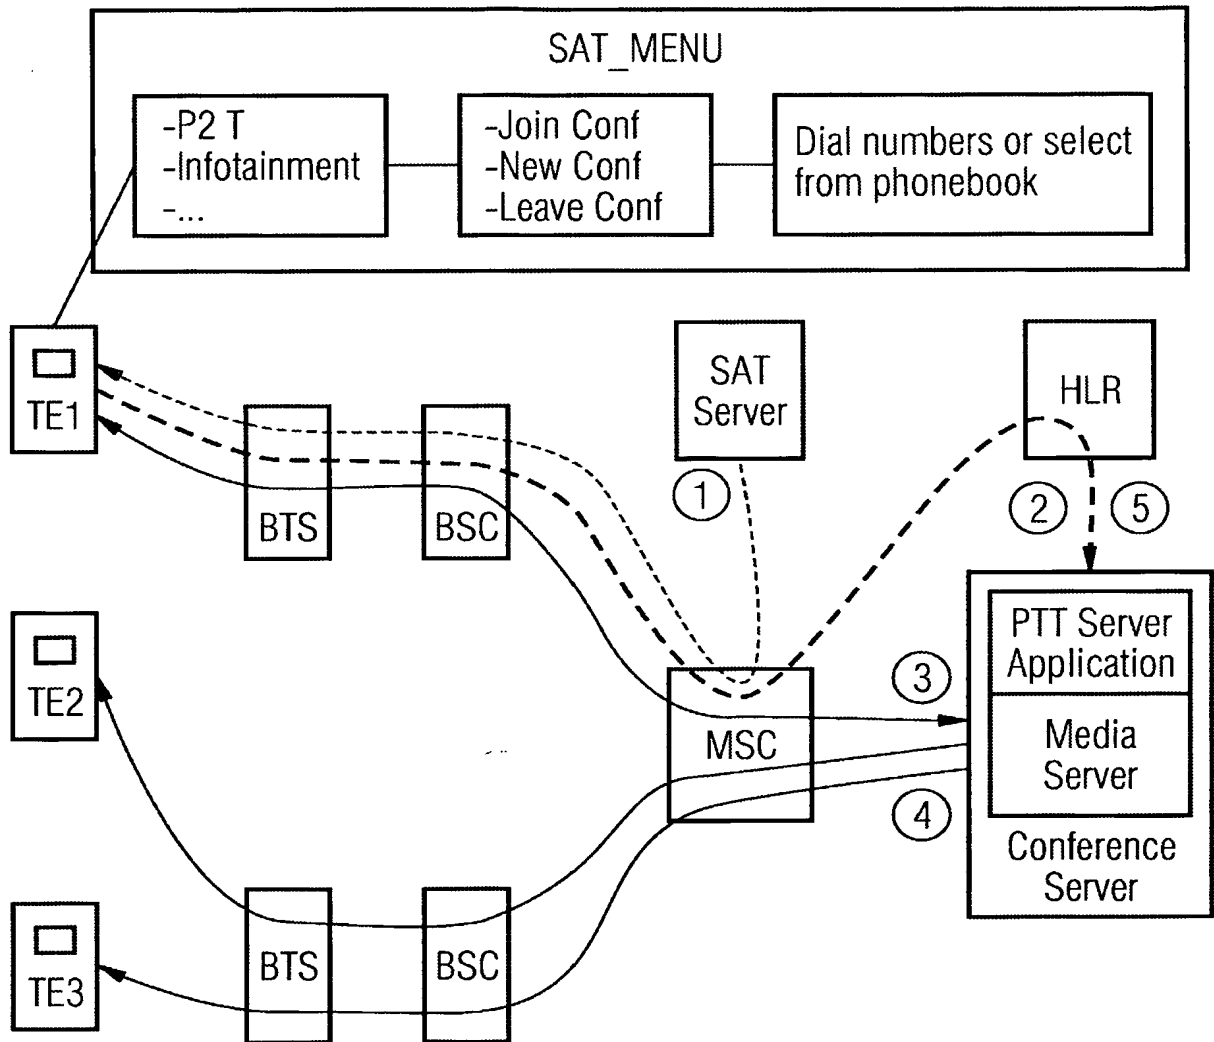 SAT_MENU
-P2 T
-Infotainment
-...
-Join Conf
-New Conf
-Leave Conf
Dial numbers or select
from phonebook
TE1
BTS
BSC
SAT
Server
1
HLR
2
5
TE2
MSC
3
4
PTT Server
Application
Media
Server
Conference
Server
TE3
BTS
BSC